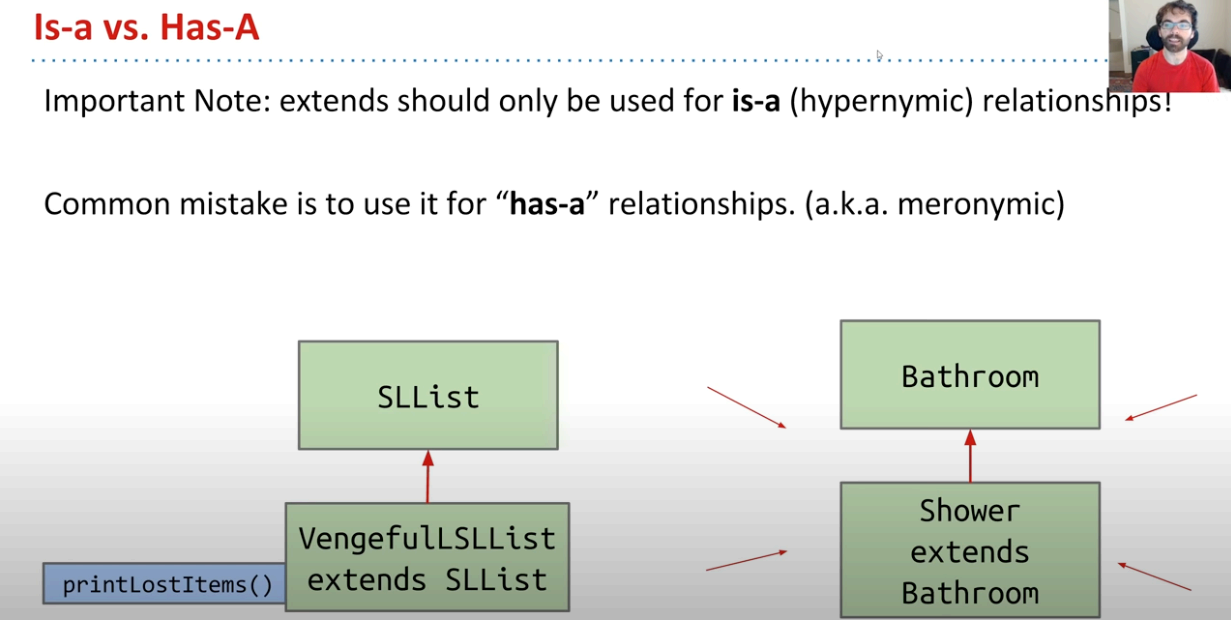 Is-a vs. Has-A
Important Note: extends should only be used for is-a (hypernymic) relationships!
Common mistake is to use it for “has-a” relationships. (a.k.a. meronymic)
SLList
VengefulLSLList
extends SLList
printLostItems()
Bathroom
Shower
extends
Bathroom